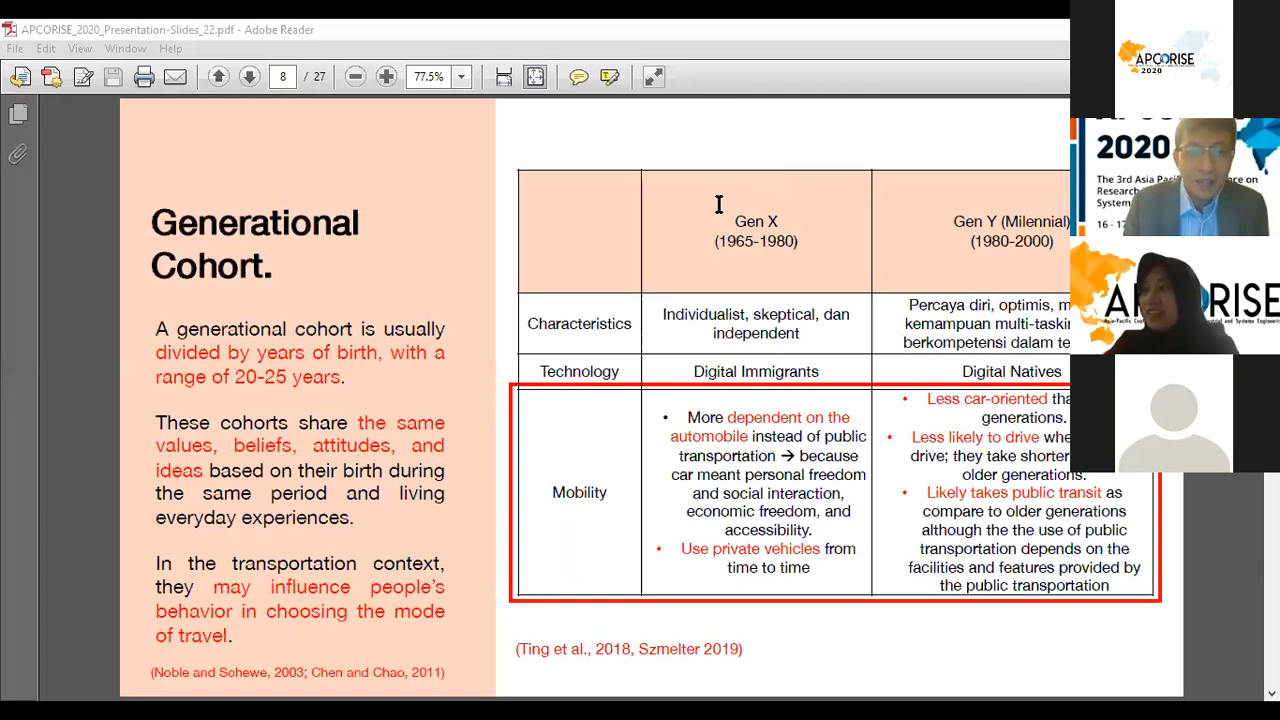 APCORISE_2020_Presentation-Slides_22.pdf - Adobe Reader
File Edit View Window Help
8 / 27
77.5%
Generational
Cohort.
A generational cohort is usually
divided by years of birth, with a
range of 20-25 years.
These cohorts share the same
values, beliefs, attitudes, and
ideas based on their birth during
the same period and living
everyday experiences.
In the transportation context,
they may influence people's
behavior in choosing the mode
of travel.
(Noble and Schewe, 2003; Chen and Chao, 2011)
Gen X
(1965-1980)
Gen Y (Milennial)
(1980-2000)
Characteristics
Individualist, skeptical, dan
independent
Percaya diri, optimis,
kemampuan
berkompetensi dalam
Technology
Digital Immigrants
Digital Natives
Mobility
• More dependent on the
automobile instead of public
transportation → because
car meant personal freedom
and social interaction,
economic freedom, and
accessibility.
• Use private vehicles from
time to time
• Less car-oriented
generations.
• Less likely to drive
drive; they take shorter
older generations.
• Likely takes public transit as
compare to older generations
although the the use of public
transportation depends on the
facilities and features provided by
the public transportation
(Ting et al., 2018, Szmelter 2019)
APCORISE
2020
2020
The 3rd Asia
Research
System
16 - 17